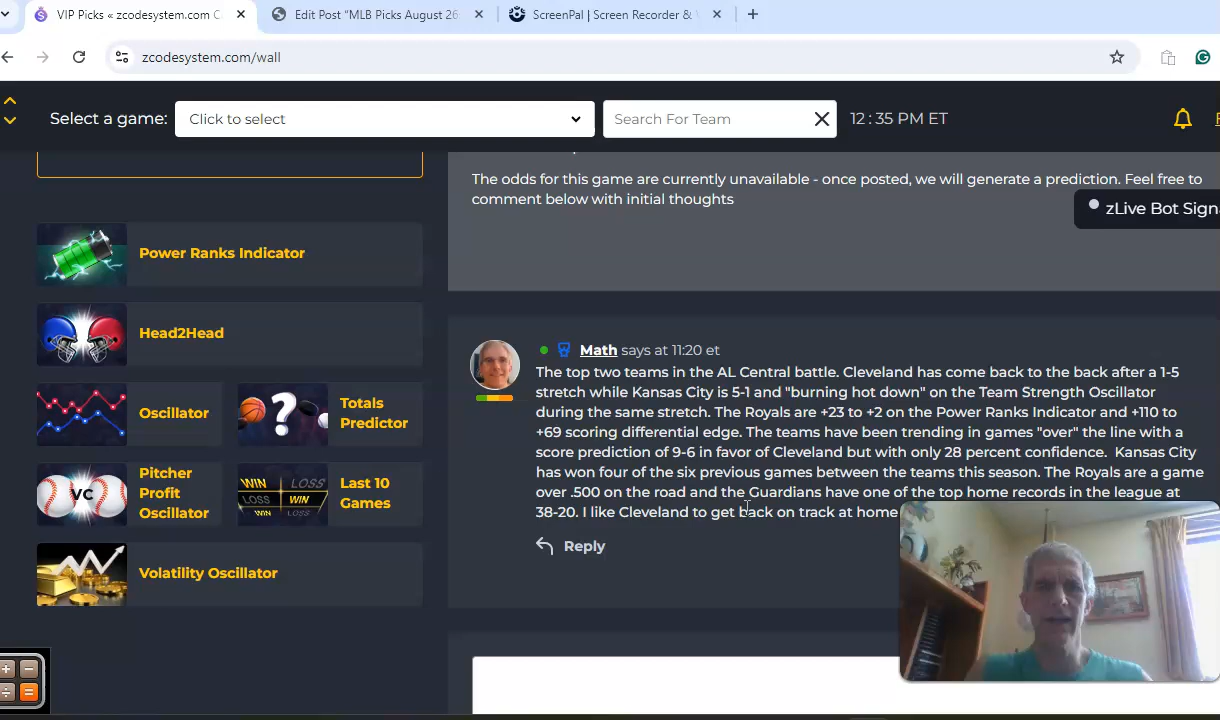 VIP Picks « zcodesystem.com C
Edit Post "MLB Picks August 26
ScreenPal | Screen Recorder &
zcodesystem.com/wall
Select a game:
Click to select
Search For Team
12 : 35 PM ET
The odds for this game are currently unavailable - once posted, we will generate a prediction. Feel free to
comment below with initial thoughts
zLive Bot Sign
Power Ranks Indicator
Head2Head
Oscillator
Totals
Predictor
VC
Pitcher
Profit
Oscillator
WIN LOSS
LOSS WIN
WIN LOSS
Last 10
Games
Volatility Oscillator
Math says at 11:20 et
The top two teams in the AL Central battle. Cleveland has come back to the back after a 1-5
stretch while Kansas City is 5-1 and "burning hot down" on the Team Strength Oscillator
during the same stretch. The Royals are +23 to +2 on the Power Ranks Indicator and +110 to
+69 scoring differential edge. The teams have been trending in games "over" the line with a
score prediction of 9-6 in favor of Cleveland but with only 28 percent confidence. Kansas City
has won four of the six previous games between the teams this season. The Royals are a game
over .500 on the road and the Guardians have one of the top home records in the league at
38-20. I like Cleveland to get back on track at home
Reply